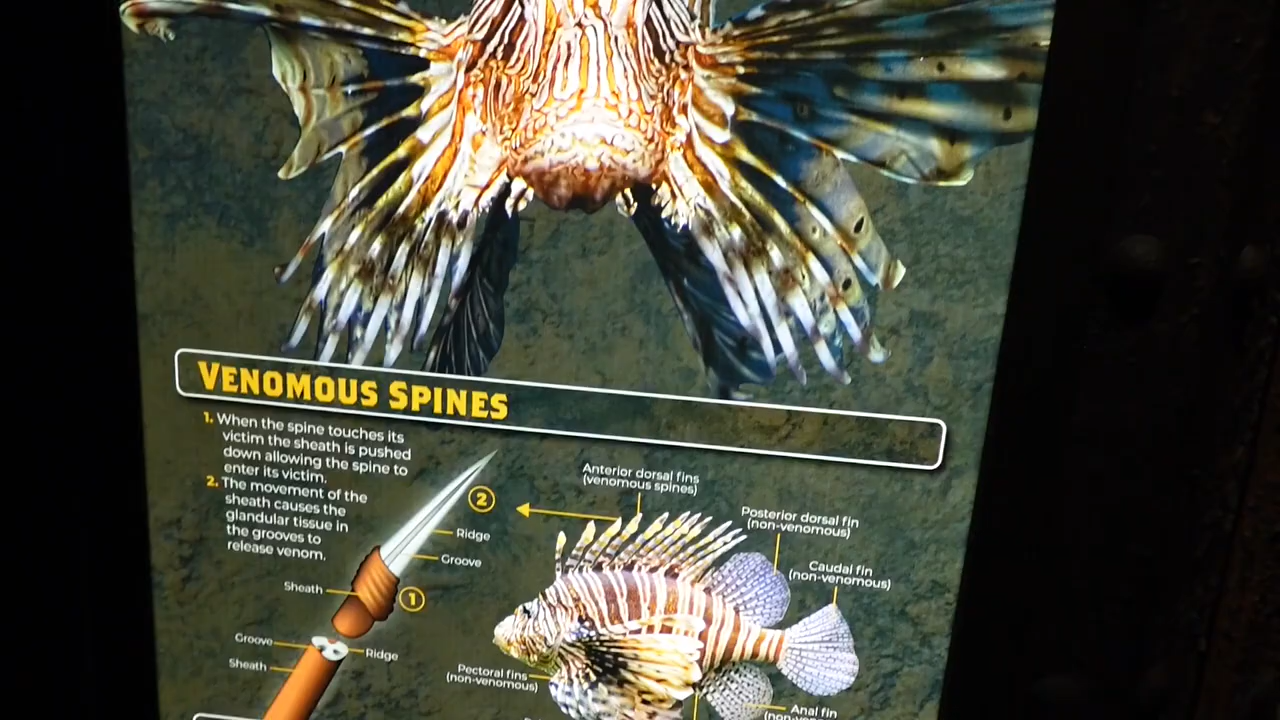 VENOMOUS SPINES
1. When the spine touches its
victim the sheath is pushed
down allowing the spine to
enter its victim.
2. The movement of the
sheath causes the
glandular tissue in
the grooves to
release venom.
2
Ridge
Groove
Sheath
1
Groove
Ridge
Sheath
Anterior dorsal fins
(venomous spines)
Posterior dorsal fin
(non-venomous)
Caudal fin
(non-venomous)
Pectoral fins
(non-venomous)
Anal fin